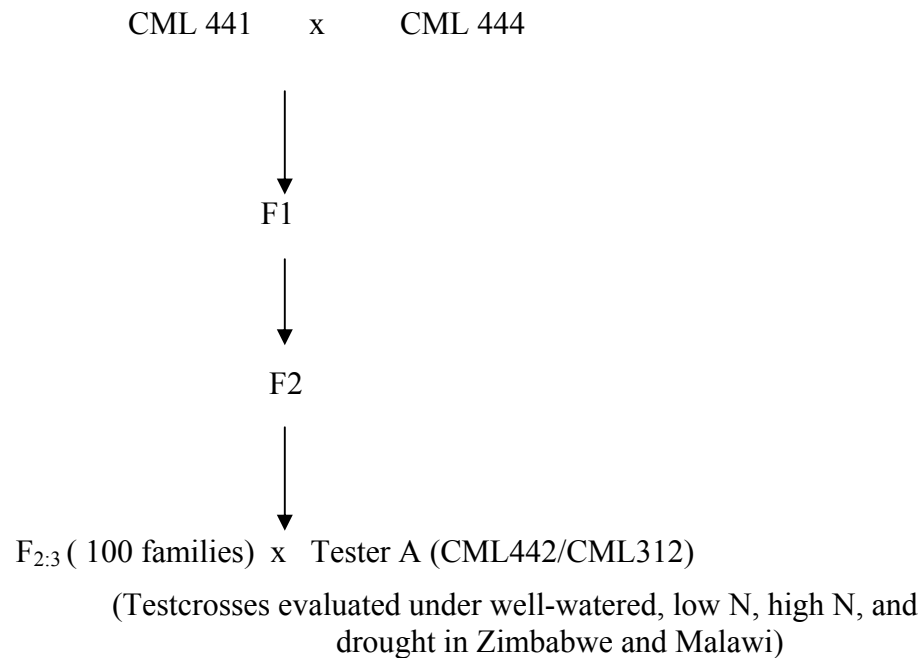 CML 441 x CML 444
F1
F2
F2:3 ( 100 families) x Tester A (CML442/CML312)
(Testcrosses evaluated under well-watered, low N, high N, and
drought in Zimbabwe and Malawi)